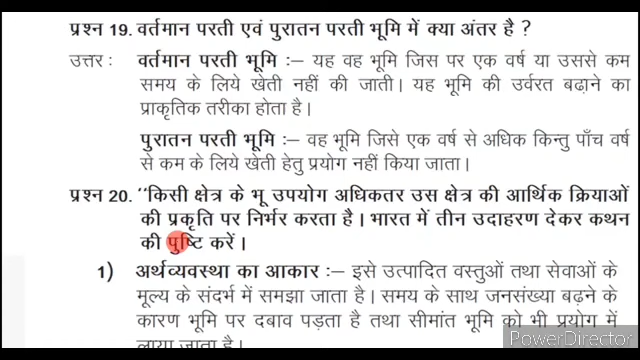 प्रश्न 19. वर्तमान परती एवं पुरातन परती भूमि में क्या अंतर है ?
उत्तर : वर्तमान परती भूमि :– यह वह भूमि जिस पर एक वर्ष या उससे कम
समय के लिये खेती नहीं की जाती। यह भूमि की उर्वरत बढ़ाने का
प्राकृतिक तरीका होता है।
पुरातन परती भूमि :– वह भूमि जिसे एक वर्ष से अधिक किन्तु पाँच वर्ष
से कम के लिये खेती हेतु प्रयोग नहीं किया जाता।
प्रश्न 20. ''किसी क्षेत्र के भू उपयोग अधिकतर उस क्षेत्र की आर्थिक क्रियाओं
की प्रकृति पर निर्भर करता है। भारत में तीन उदाहरण देकर कथन
की पुष्टि करें ।
1) अर्थव्यवस्था का आकार :– इसे उत्पादित वस्तुओं तथा सेवाओं के
मूल्य के संदर्भ में समझा जाता है। समय के साथ जनसंख्या बढ़ने के
कारण भूमि पर दबाव पड़ता है तथा सीमांत भूमि को भी प्रयोग में
लाया जाता है।
PowerDirector